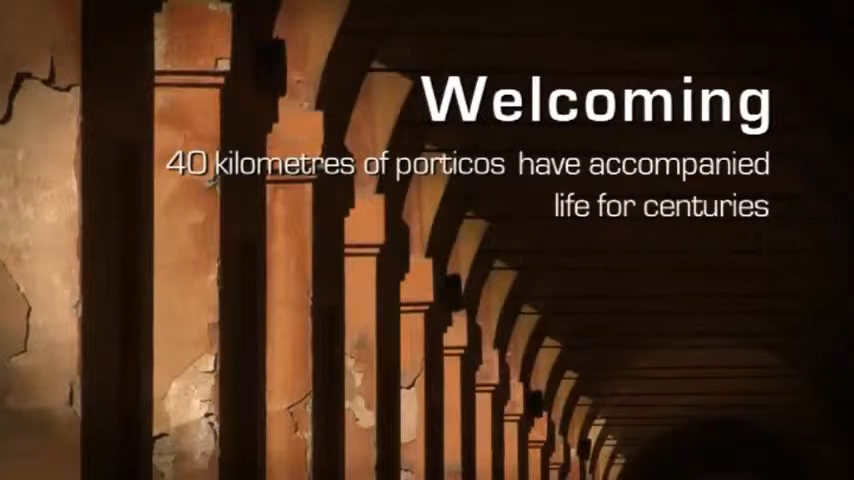 Welcoming
40 kilometres of porticos have accompanied
life for centuries